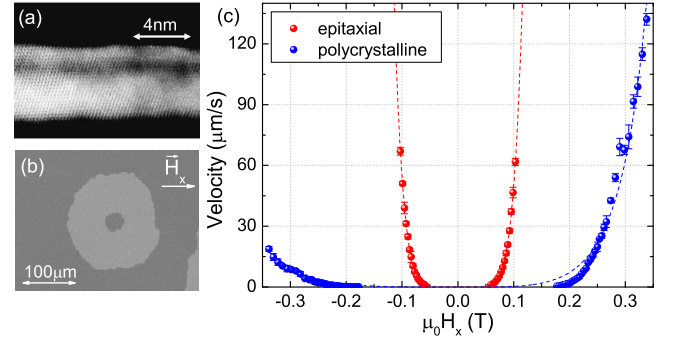 (a)
4nm
(b)
H⃗x
100μm
(c)
epitaxial
polycrystalline
Velocity (μm/s)
120
90
60
30
0
-0.3 -0.2 -0.1 0.0 0.1 0.2 0.3
μ0Hx (T)